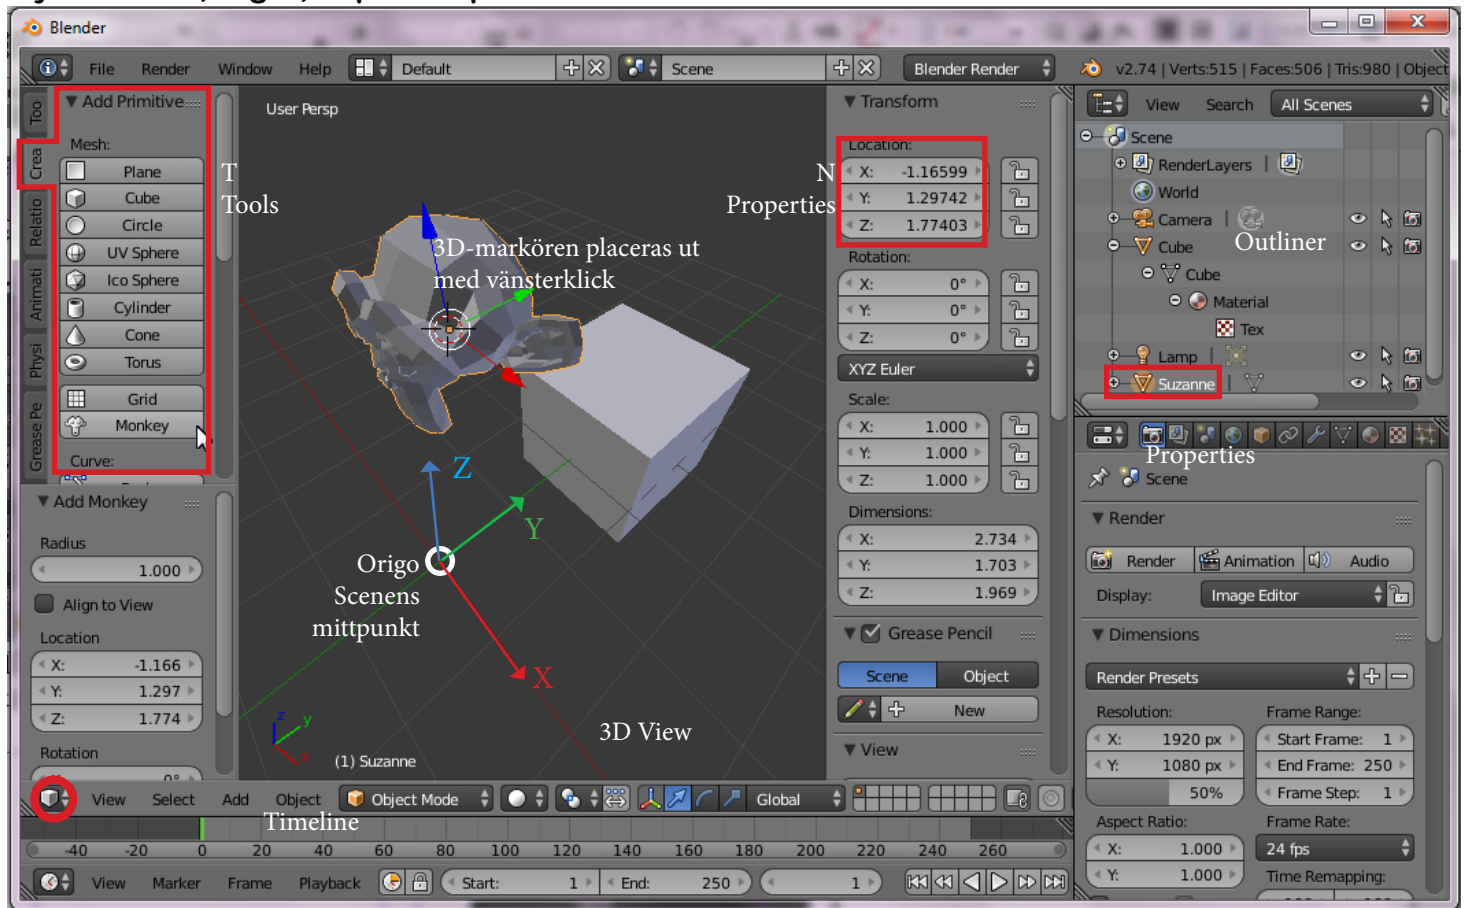 Blender
File Render Window Help Default Scene Blender Render v2.74 | Verts:515 | Faces:506 | Tris:980 | Object
Too
Crea
Relatio
Animati
Physi
Grease Pe
Add Primitive
Mesh:
Plane
Cube
Circle
UV Sphere
Ico Sphere
Cylinder
Cone
Torus
Grid
Monkey
Curve:
Add Monkey
Radius
1.000
Align to View
Location
X: -1.166
Y: 1.297
Z: 1.774
Rotation
User Persp
T
Tools
N
Properties
3D-markören placeras ut
med vänsterklick
Z
Y
X
Origo
Scenens
mittpunkt
3D View
z
y
x
(1) Suzanne
Transform
Location:
X: -1.16599
Y: 1.29742
Z: 1.77403
Rotation:
X: 0°
Y: 0°
Z: 0°
XYZ Euler
Scale:
X: 1.000
Y: 1.000
Z: 1.000
Dimensions:
X: 2.734
Y: 1.703
Z: 1.969
Grease Pencil
Scene Object
New
View
View Search All Scenes
Scene
RenderLayers |
World
Camera |
Outliner
Cube
Cube
Material
Tex
Lamp |
Suzanne |
Properties
Scene
Render
Render Animation Audio
Display: Image Editor
Dimensions
Render Presets
Resolution: Frame Range:
X: 1920 px Start Frame: 1
Y: 1080 px End Frame: 250
50% Frame Step: 1
Aspect Ratio: Frame Rate:
X: 1.000 24 fps
Y: 1.000 Time Remapping:
View Select Add Object Object Mode Global
Timeline
-40 -20 0 20 40 60 80 100 120 140 160 180 200 220 240 260
View Marker Frame Playback Start: 1 End: 250 1